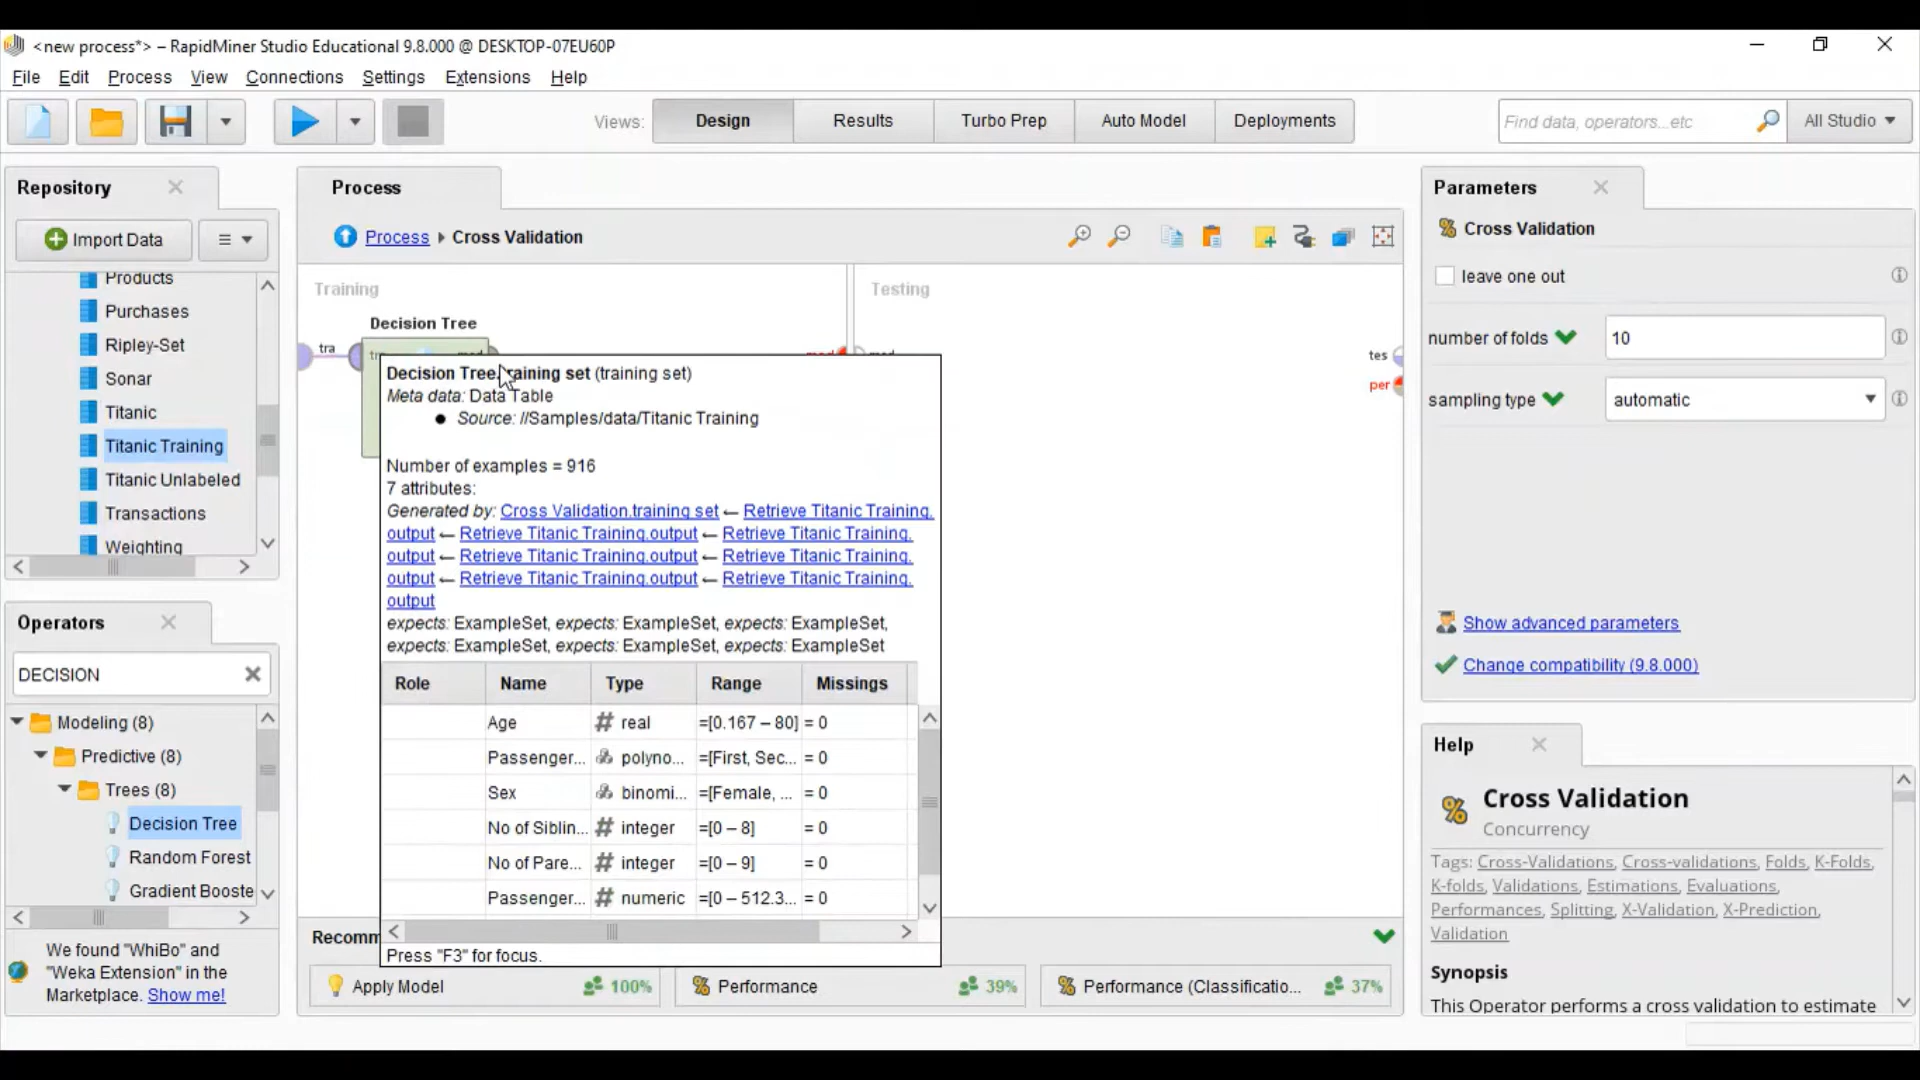 <new process*> – RapidMiner Studio Educational 9.8.000 @ DESKTOP-07EU60P
File Edit Process View Connections Settings Extensions Help
Views: Design Results Turbo Prep Auto Model Deployments
Find data, operators...etc
All Studio
Repository
Import Data
Products
Purchases
Ripley-Set
Sonar
Titanic
Titanic Training
Titanic Unlabeled
Transactions
Weighting
Operators
DECISION
Modeling (8)
Predictive (8)
Trees (8)
Decision Tree
Random Forest
Gradient Booste
We found "WhiBo" and
"Weka Extension" in the
Marketplace. Show me!
Process
Process Cross Validation
Training
Testing
Decision Tree
tra
mod
tes
per
Decision Tree.training set (training set)
Meta data: Data Table
● Source: //Samples/data/Titanic Training
Number of examples = 916
7 attributes:
Generated by: Cross Validation.training set ← Retrieve Titanic Training.
output ← Retrieve Titanic Training.output ← Retrieve Titanic Training.
output ← Retrieve Titanic Training.output ← Retrieve Titanic Training.
output ← Retrieve Titanic Training.output ← Retrieve Titanic Training.
output
expects: ExampleSet, expects: ExampleSet, expects: ExampleSet,
expects: ExampleSet, expects: ExampleSet, expects: ExampleSet
Role Name Type Range Missings
Age # real =[0.167 – 80] = 0
Passenger... polyno... =[First, Sec... = 0
Sex binomi... =[Female, ... = 0
No of Siblin... # integer =[0 – 8] = 0
No of Pare... # integer =[0 – 9] = 0
Passenger... # numeric =[0 – 512.3... = 0
Press "F3" for focus.
Recomm
Apply Model 100%
Performance 39%
Performance (Classificatio... 37%
Parameters
Cross Validation
leave one out
number of folds 10
sampling type automatic
Show advanced parameters
Change compatibility (9.8.000)
Help
Cross Validation
Concurrency
Tags: Cross-Validations, Cross-validations, Folds, K-Folds,
K-folds, Validations, Estimations, Evaluations,
Performances, Splitting, X-Validation, X-Prediction,
Validation
Synopsis
This Operator performs a cross validation to estimate